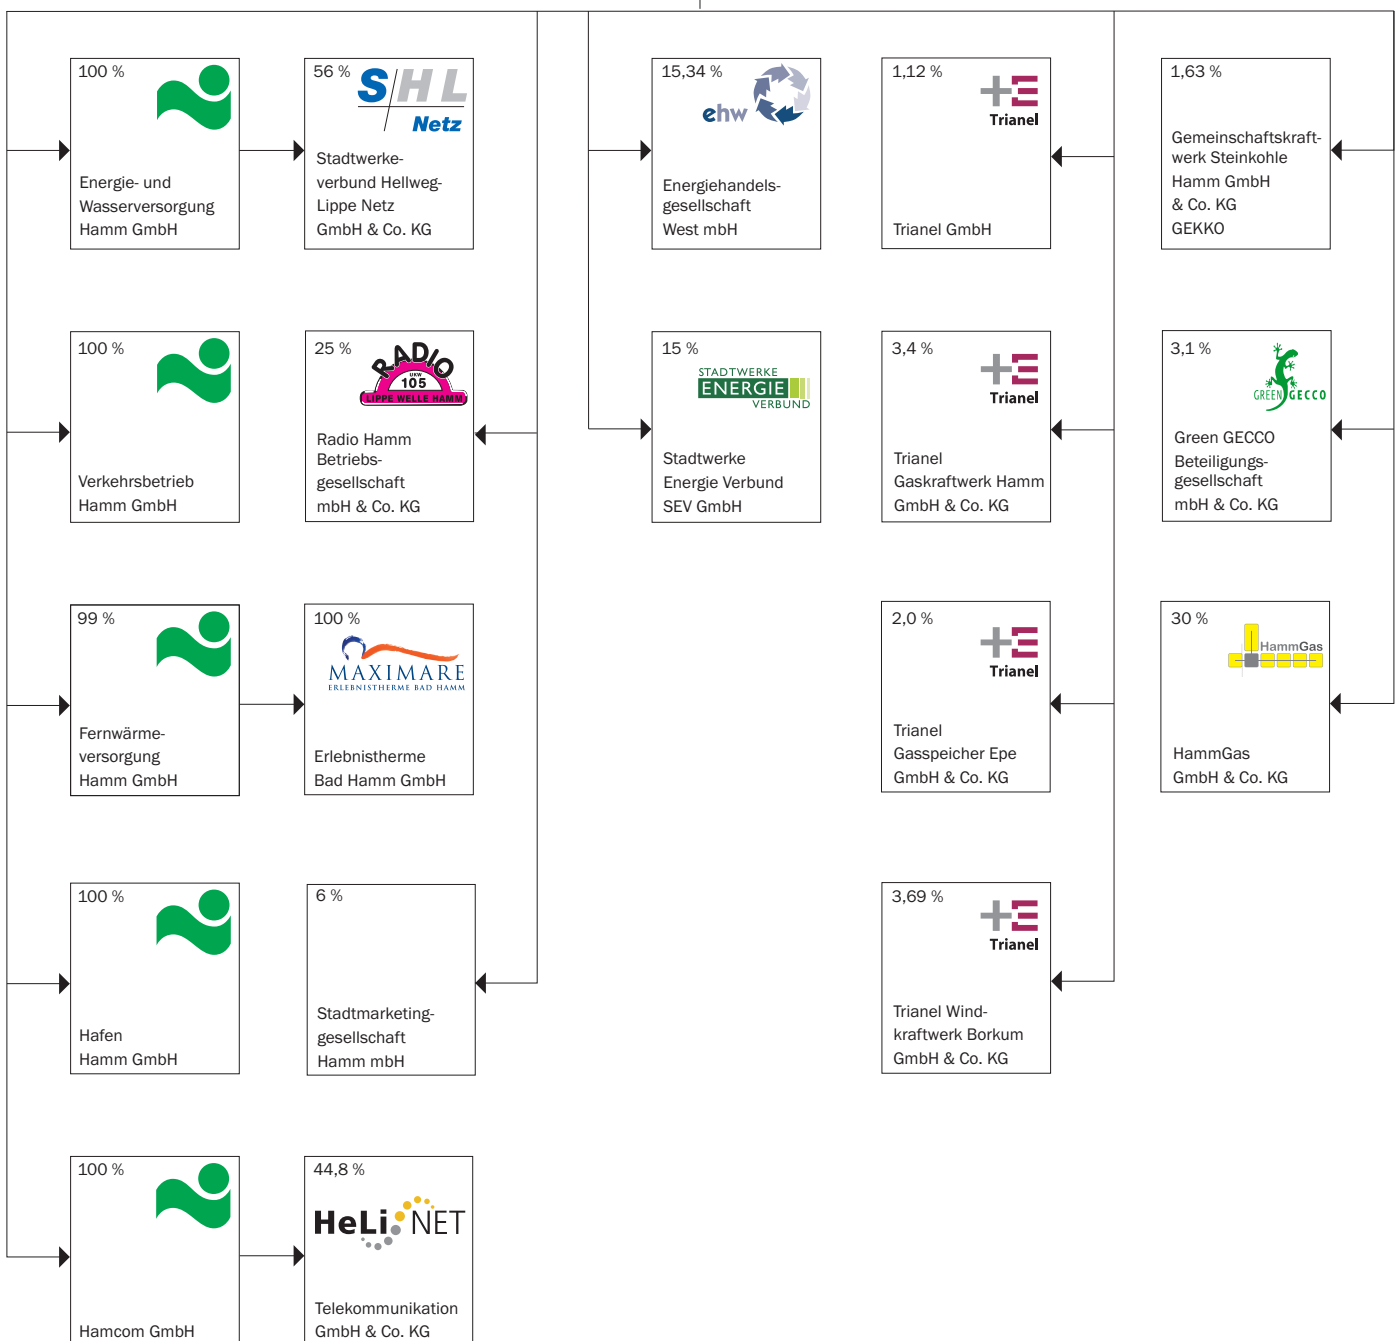 100 %
Energie- und
Wasserversorgung
Hamm GmbH
56 %
S/HL
Netz
Stadtwerke-
verbund Hellweg-
Lippe Netz
GmbH & Co. KG
15,34 %
ehw
Energiehandels-
gesellschaft
West mbH
1,12 %
Trianel
Trianel GmbH
1,63 %
Gemeinschaftskraft-
werk Steinkohle
Hamm GmbH
& Co. KG
GEKKO
100 %
Verkehrsbetrieb
Hamm GmbH
25 %
RADIO
UKW
105
LIPPE WELLE HAMM
Radio Hamm
Betriebs-
gesellschaft
mbH & Co. KG
15 %
STADTWERKE
ENERGIE
VERBUND
Stadtwerke
Energie Verbund
SEV GmbH
3,4 %
Trianel
Trianel
Gaskraftwerk Hamm
GmbH & Co. KG
3,1 %
GREEN GECCO
Green GECCO
Beteiligungs-
gesellschaft
mbH & Co. KG
99 %
Fernwärme-
versorgung
Hamm GmbH
100 %
MAXIMARE
ERLEBNISTHERME BAD HAMM
Erlebnistherme
Bad Hamm GmbH
2,0 %
Trianel
Trianel
Gasspeicher Epe
GmbH & Co. KG
30 %
HammGas
HammGas
GmbH & Co. KG
100 %
Hafen
Hamm GmbH
6 %
Stadtmarketing-
gesellschaft
Hamm mbH
3,69 %
Trianel
Trianel Wind-
kraftwerk Borkum
GmbH & Co. KG
100 %
Hamcom GmbH
44,8 %
HeLi NET
Telekommunikation
GmbH & Co. KG